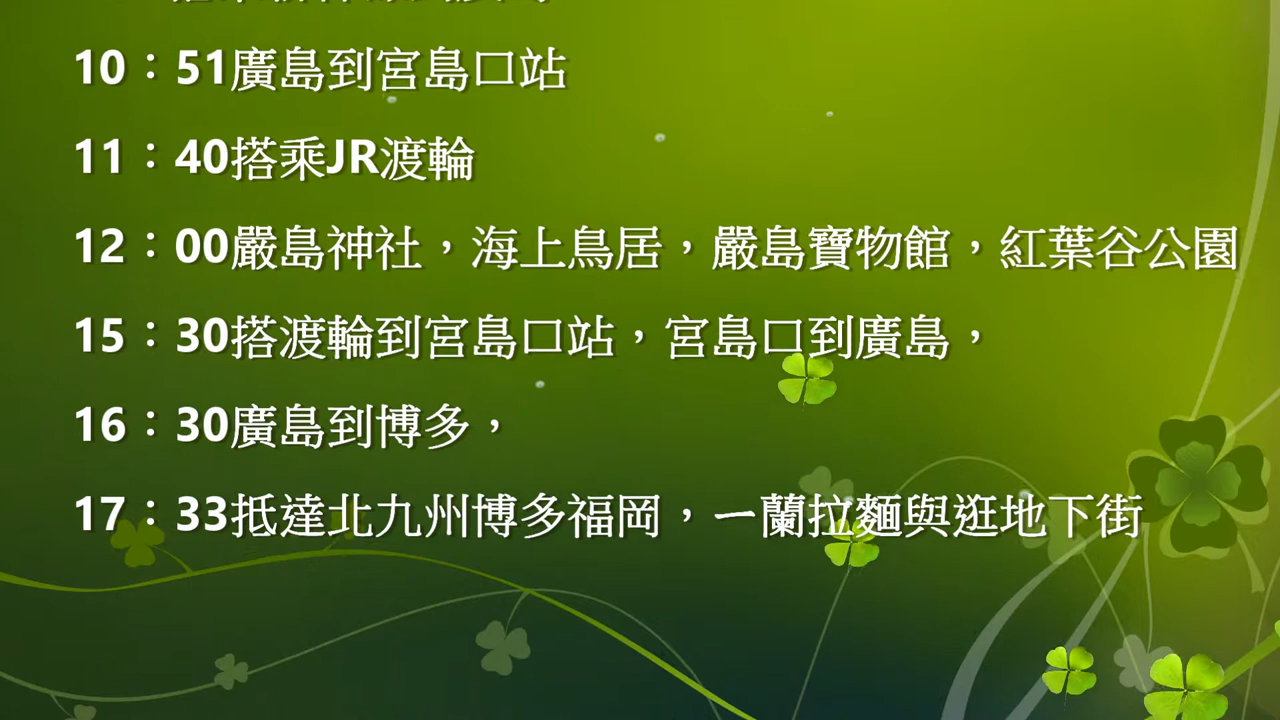 10：51廣島到宮島口站
11：40搭乘JR渡輪
12：00嚴島神社，海上鳥居，嚴島寶物館，紅葉谷公園
15：30搭渡輪到宮島口站，宮島口到廣島，
16：30廣島到博多，
17：33抵達北九州博多福岡，一蘭拉麵與逛地下街